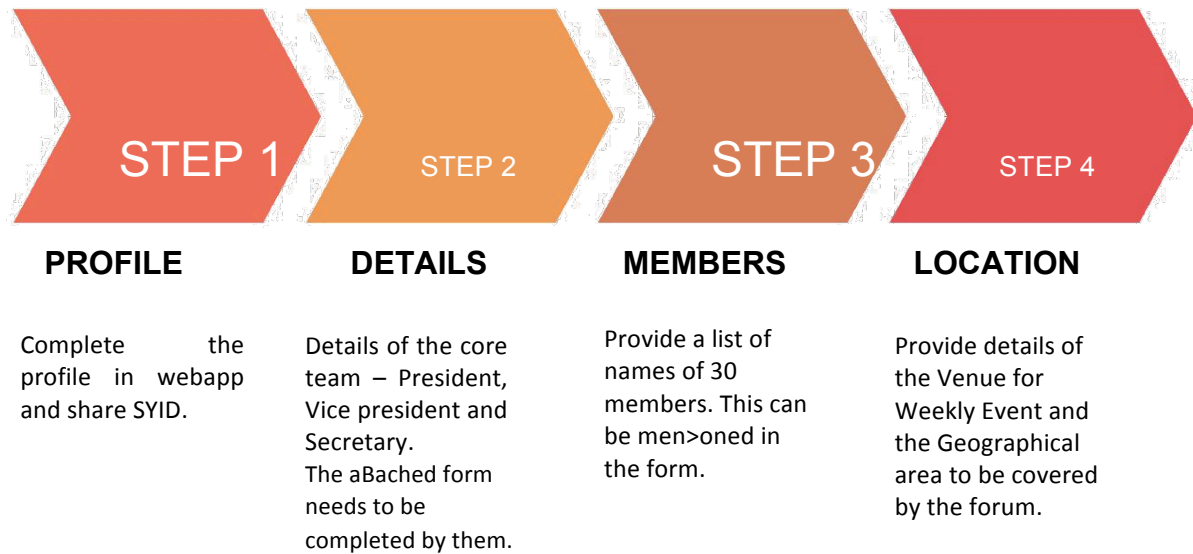 STEP 1
STEP 2
STEP 3
STEP 4
PROFILE
DETAILS
MEMBERS
LOCATION
Complete the
profile in webapp
and share SYID.
Details of the core
team – President,
Vice president and
Secretary.
The aBached form
needs to be
completed by them.
Provide a list of
names of 30
members. This can
be men>oned in
the form.
Provide details of
the Venue for
Weekly Event and
the Geographical
area to be covered
by the forum.